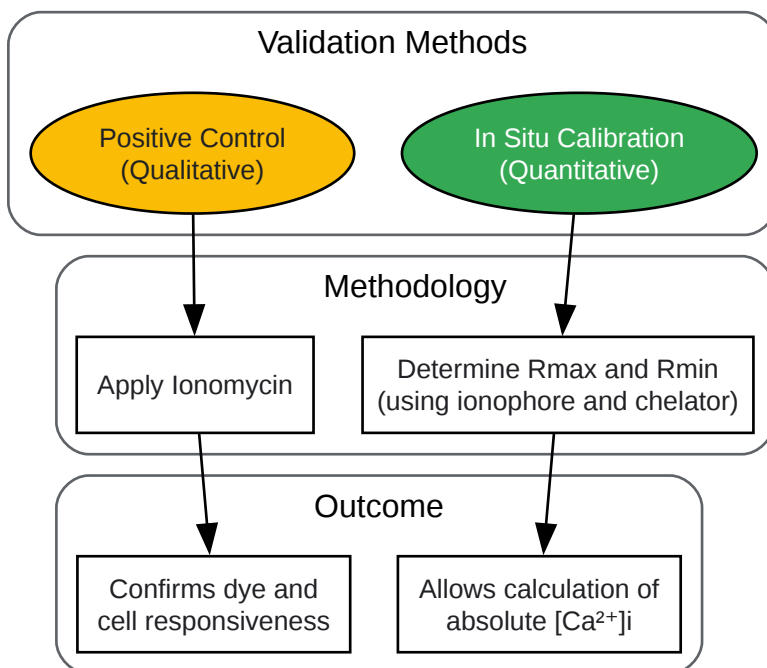 Validation Methods
Positive Control
(Qualitative)
In Situ Calibration
(Quantitative)
Methodology
Apply Ionomycin
Determine Rmax and Rmin
(using ionophore and chelator)
Outcome
Confirms dye and
cell responsiveness
Allows calculation of
absolute [Ca²⁺]i